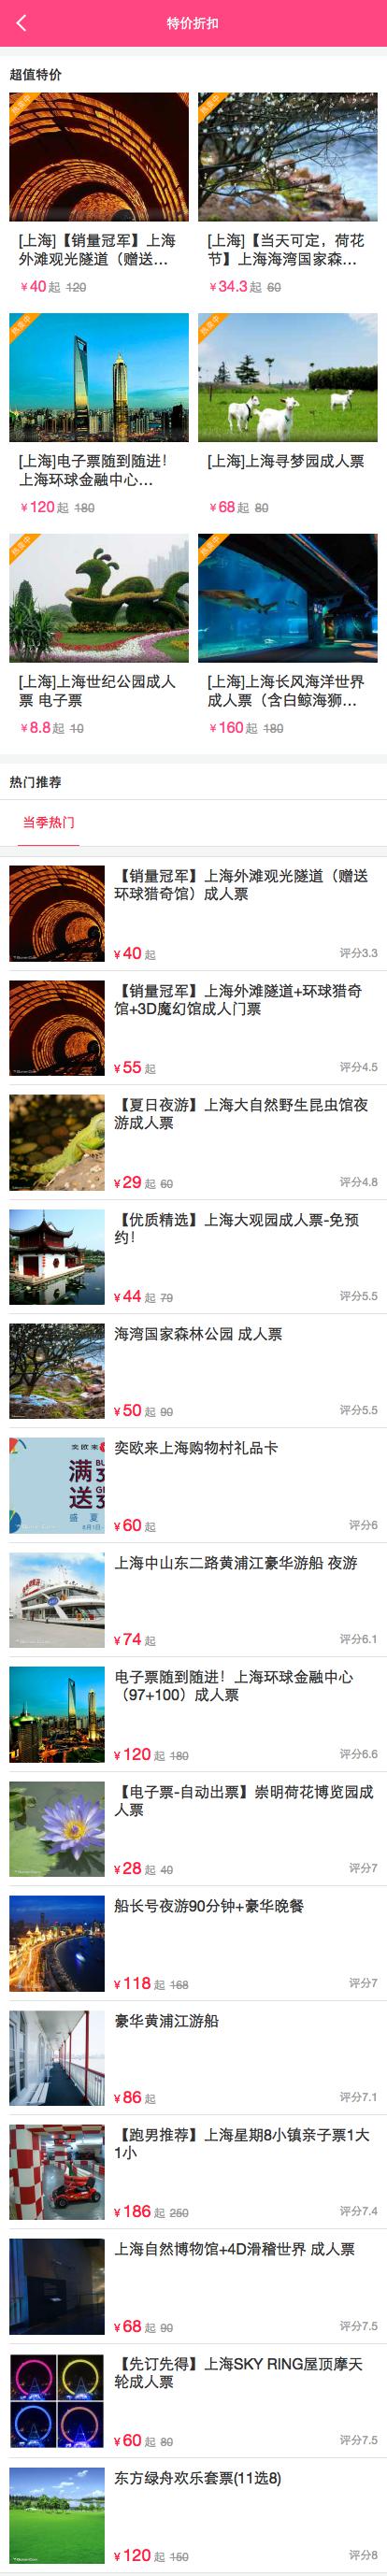 特价折扣
超值特价
[上海]【销量冠军】上海
外滩观光隧道（赠送...
¥40起 120
[上海]【当天可定，荷花
节】上海海湾国家森...
¥34.3起 60
[上海]电子票随到随进！
上海环球金融中心...
¥120起 180
[上海]上海寻梦园成人票
¥68起 80
[上海]上海世纪公园成人
票 电子票
¥8.8起 10
[上海]上海长风海洋世界
成人票（含白鲸海狮...
¥160起 180
热门推荐
当季热门
【销量冠军】上海外滩观光隧道（赠送
环球猎奇馆）成人票
¥40起 评分3.3
【销量冠军】上海外滩隧道+环球猎奇
馆+3D魔幻馆成人门票
¥55起 评分4.5
【夏日夜游】上海大自然野生昆虫馆夜
游成人票
¥29起 60 评分4.8
【优质精选】上海大观园成人票-免预
约！
¥44起 79 评分5.5
海湾国家森林公园 成人票
¥50起 90 评分5.5
奕欧来上海购物村礼品卡
满
送
¥60起 评分6
上海中山东二路黄浦江豪华游船 夜游
¥74起 评分6.1
电子票随到随进！上海环球金融中心
（97+100）成人票
¥120起 180 评分6.6
【电子票-自动出票】崇明荷花博览园成
人票
¥28起 40 评分7
船长号夜游90分钟+豪华晚餐
¥118起 168 评分7
豪华黄浦江游船
¥86起 评分7.1
【跑男推荐】上海星期8小镇亲子票1大
1小
¥186起 250 评分7.4
上海自然博物馆+4D滑稽世界 成人票
¥68起 90 评分7.5
【先订先得】上海SKY RING屋顶摩天
轮成人票
¥60起 80 评分7.5
东方绿舟欢乐套票(11选8)
¥120起 150 评分8